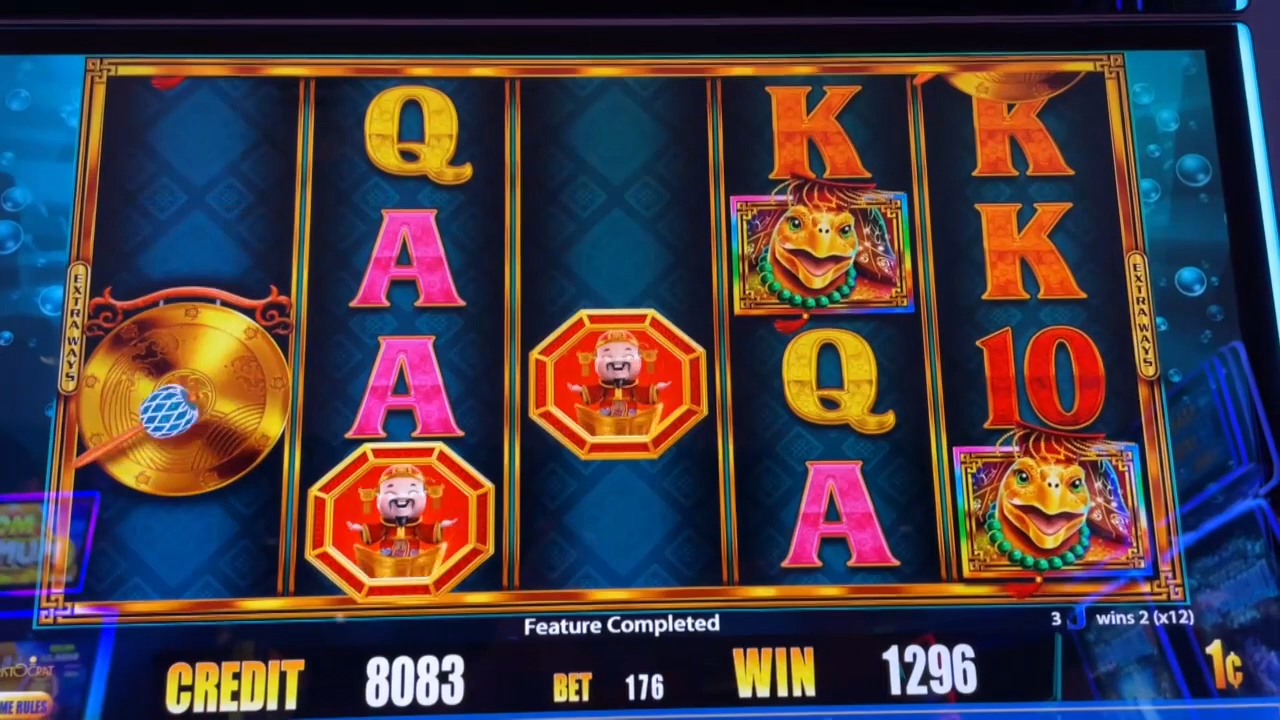 Q K K
A K
EXTRA WAYS EXTRA WAYS
A Q 10
A
Feature Completed 3 J wins 2 (x12)
CREDIT 8083 BET 176 WIN 1296 1¢